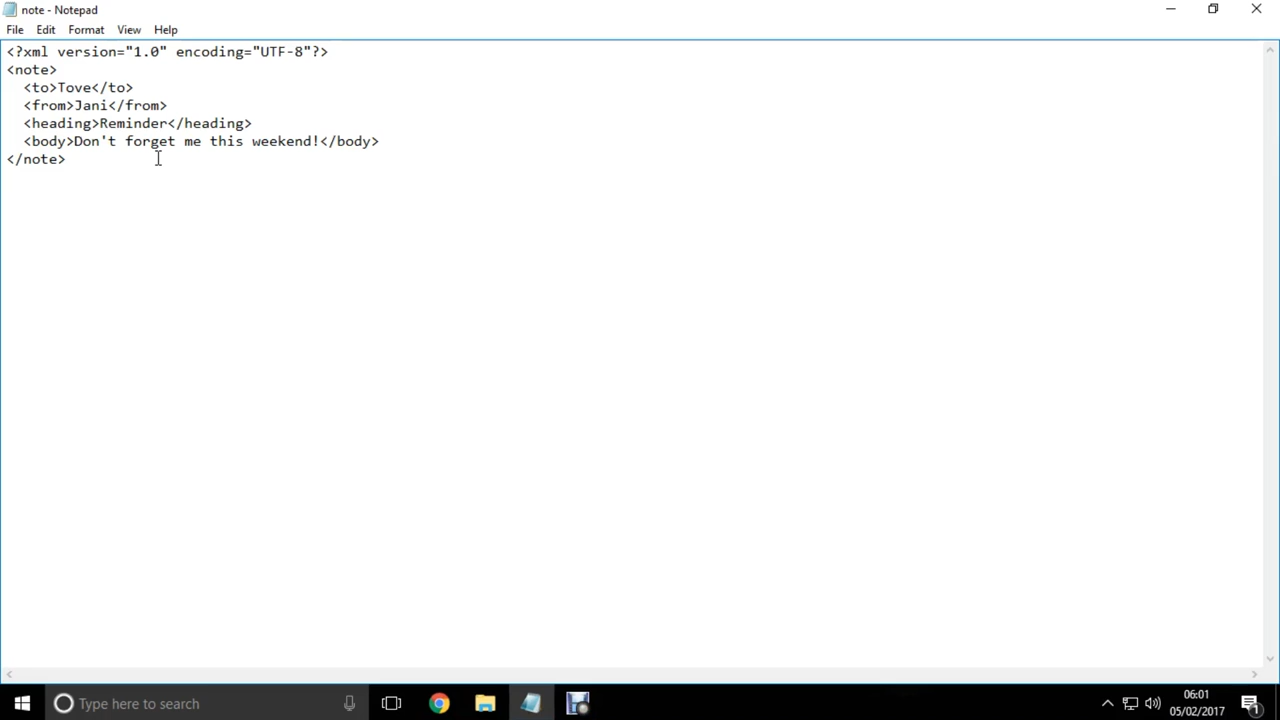 note - Notepad
File Edit Format View Help
<?xml version="1.0" encoding="UTF-8"?>
<note>
  <to>Tove</to>
  <from>Jani</from>
  <heading>Reminder</heading>
  <body>Don't forget me this weekend!</body>
</note>
Type here to search
06:01
05/02/2017
1